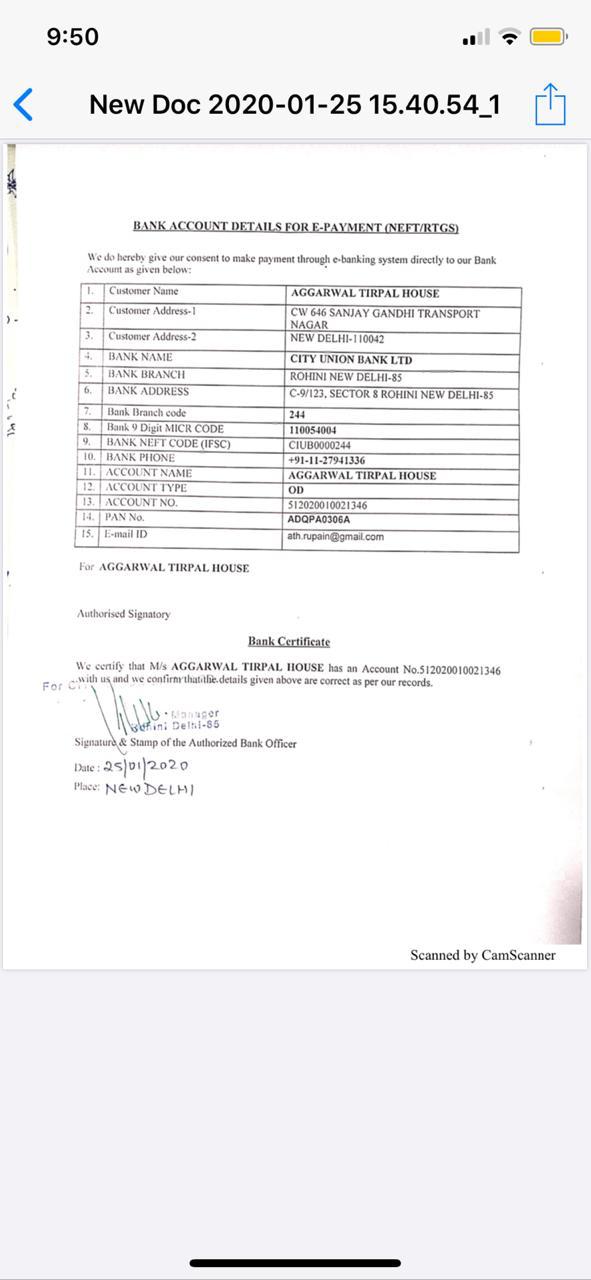 9:50
New Doc 2020-01-25 15.40.54_1
BANK ACCOUNT DETAILS FOR E-PAYMENT (NEFT/RTGS)
We do hereby give our consent to make payment through e-banking system directly to our Bank
Account as given below:
1. Customer Name AGGARWAL TIRPAL HOUSE
2. Customer Address-1 CW 646 SANJAY GANDHI TRANSPORT
NAGAR
3. Customer Address-2 NEW DELHI-110042
4. BANK NAME CITY UNION BANK LTD
5. BANK BRANCH ROHINI NEW DELHI-85
6. BANK ADDRESS C-9/123, SECTOR 8 ROHINI NEW DELHI-85
7. Bank Branch code 244
8. Bank 9 Digit MICR CODE 110054004
9. BANK NEFT CODE (IFSC) CIUB0000244
10. BANK PHONE +91-11-27941336
11. ACCOUNT NAME AGGARWAL TIRPAL HOUSE
12. ACCOUNT TYPE OD
13. ACCOUNT NO. 512020010021346
14. PAN No. ADQPA0306A
15. E-mail ID ath.rupain@gmail.com
For AGGARWAL TIRPAL HOUSE
Authorised Signatory
Bank Certificate
We certify that M/s AGGARWAL TIRPAL HOUSE has an Account No.512020010021346
with us and we confirm that the details given above are correct as per our records.
For
Manager
Delhi-85
Signature & Stamp of the Authorized Bank Officer
Date : 25/01/2020
Place: NEW DELHI
Scanned by CamScanner